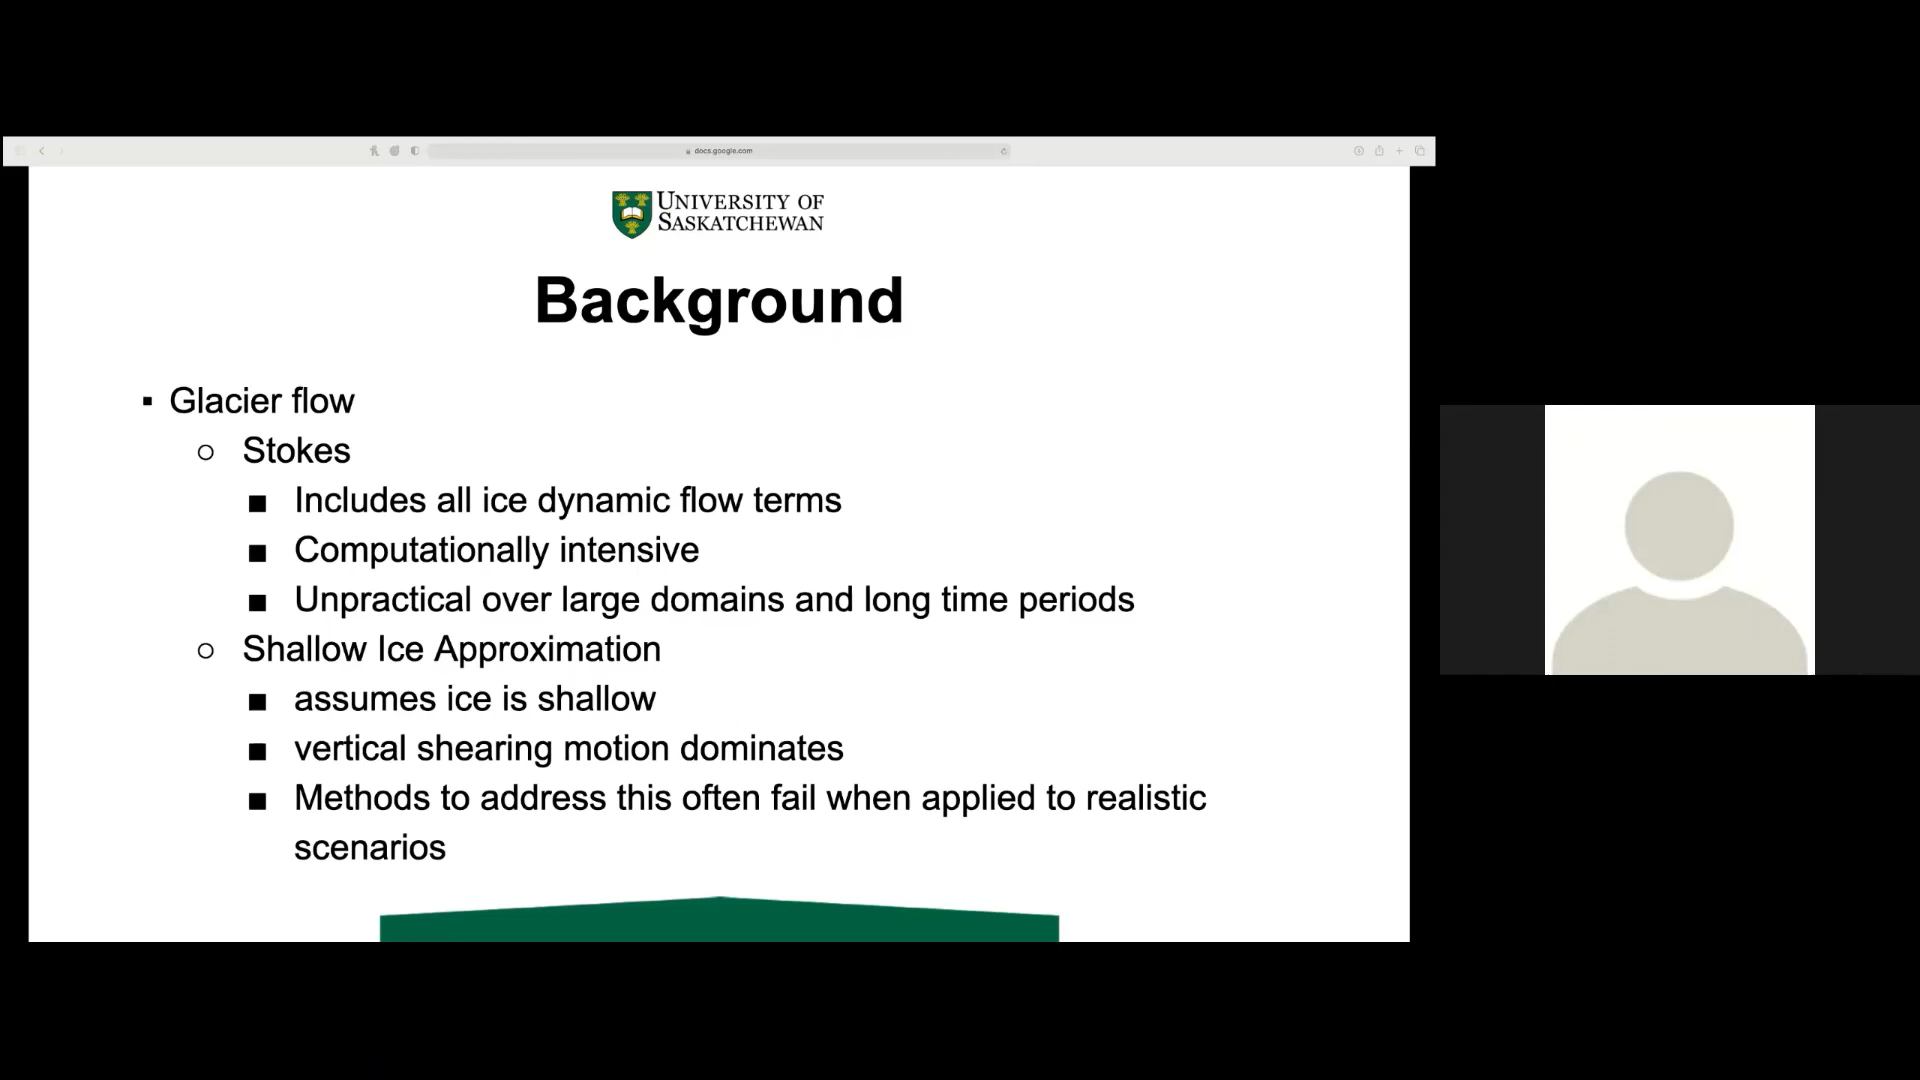 docs.google.com
UNIVERSITY OF
SASKATCHEWAN
Background
▪ Glacier flow
○ Stokes
■ Includes all ice dynamic flow terms
■ Computationally intensive
■ Unpractical over large domains and long time periods
○ Shallow Ice Approximation
■ assumes ice is shallow
■ vertical shearing motion dominates
■ Methods to address this often fail when applied to realistic
scenarios